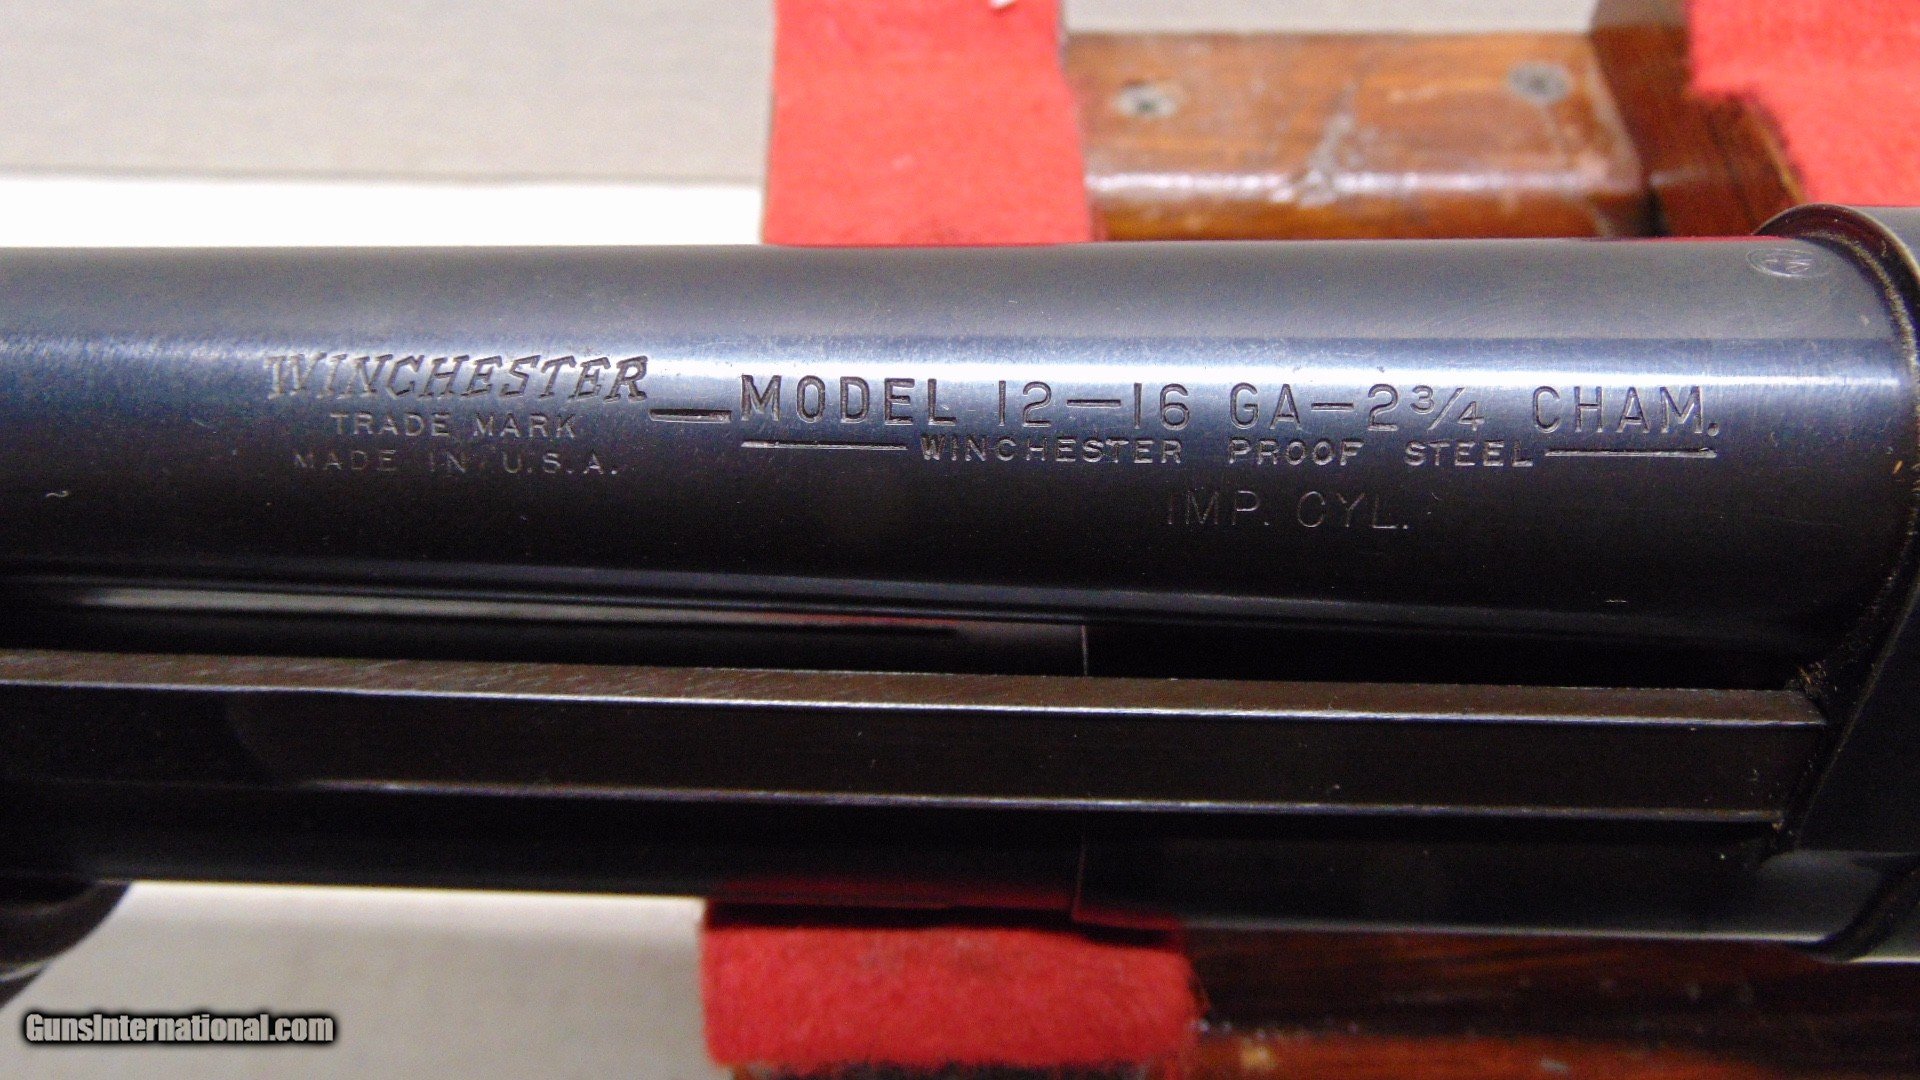 WINCHESTER
TRADE MARK
MADE IN U.S.A.
—MODEL 12—16 GA—2¾ CHAM.
—WINCHESTER PROOF STEEL—
IMP. CYL.
GunsInternational.com